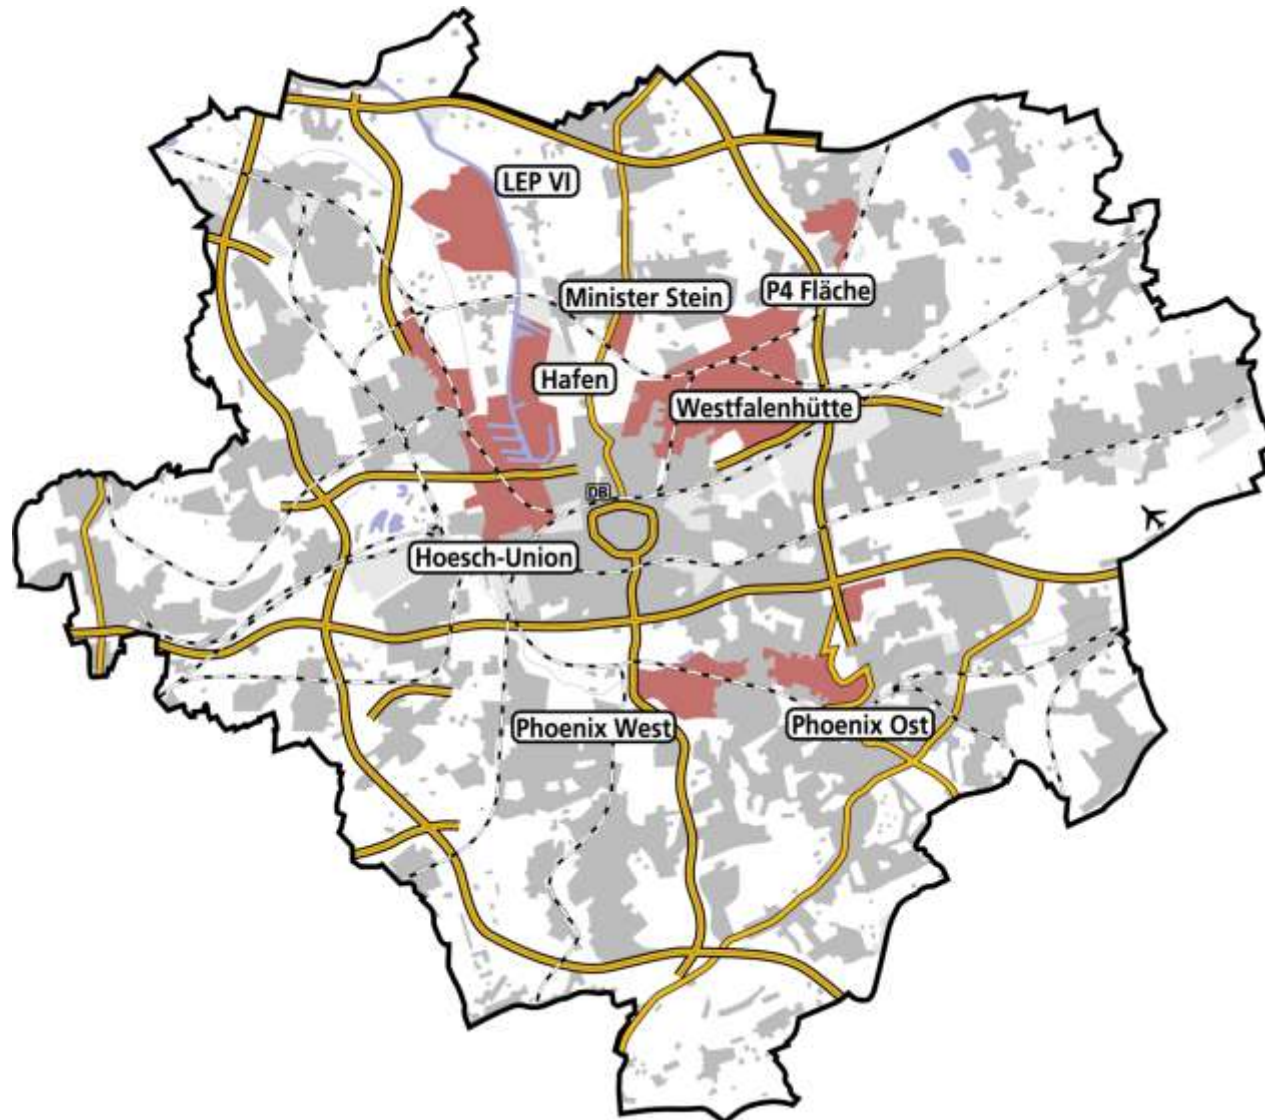 LEP VI
Minister Stein
P4 Fläche
Hafen
Westfalenhütte
DB
Hoesch-Union
Phoenix West
Phoenix Ost